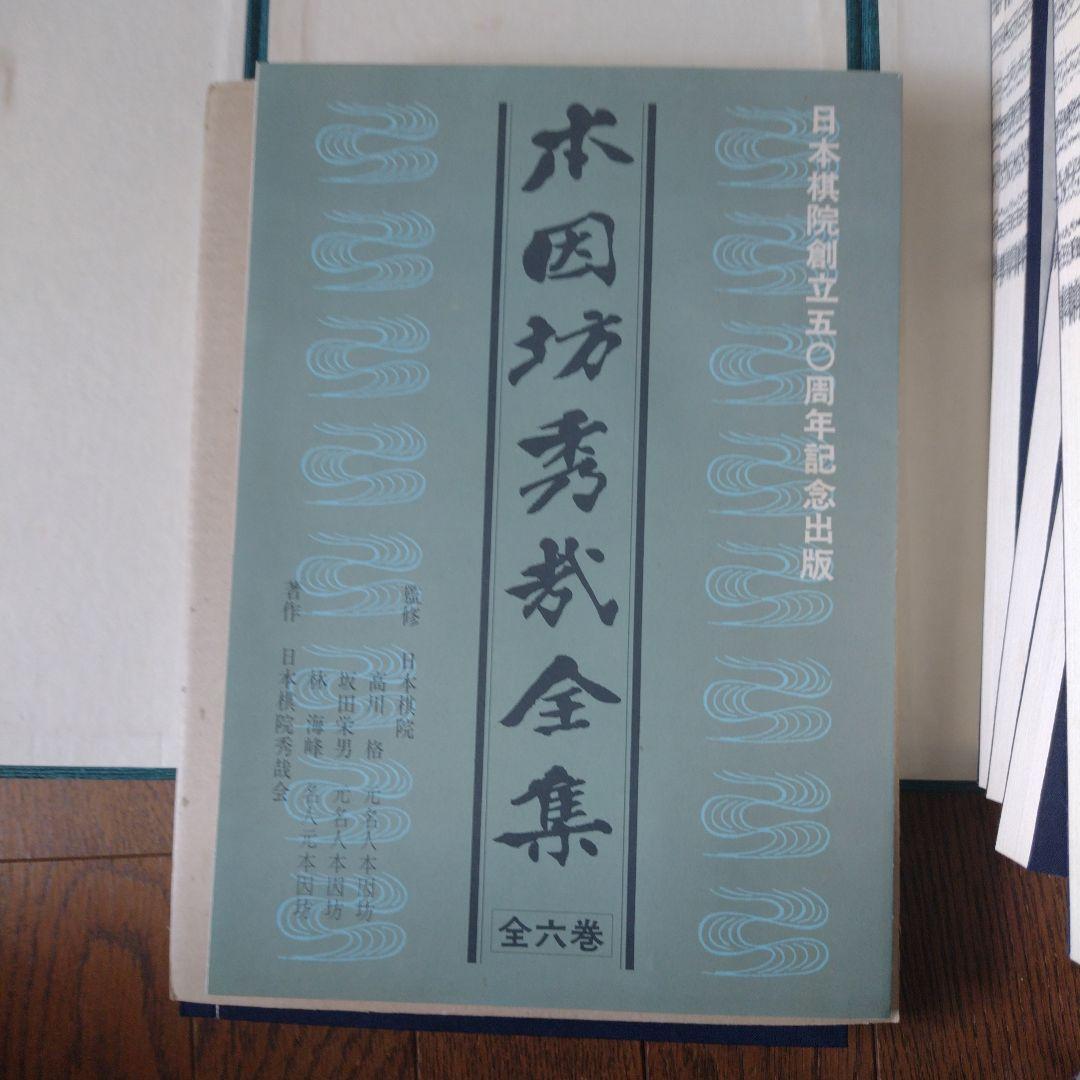 日本棋院創立五〇周年記念出版
本因坊秀哉全集
全六巻
監修 日本棋院
高川 格 元名人本因坊
坂田栄男 元名人本因坊
林 海峰 名人元本因坊
著作 日本棋院秀哉会